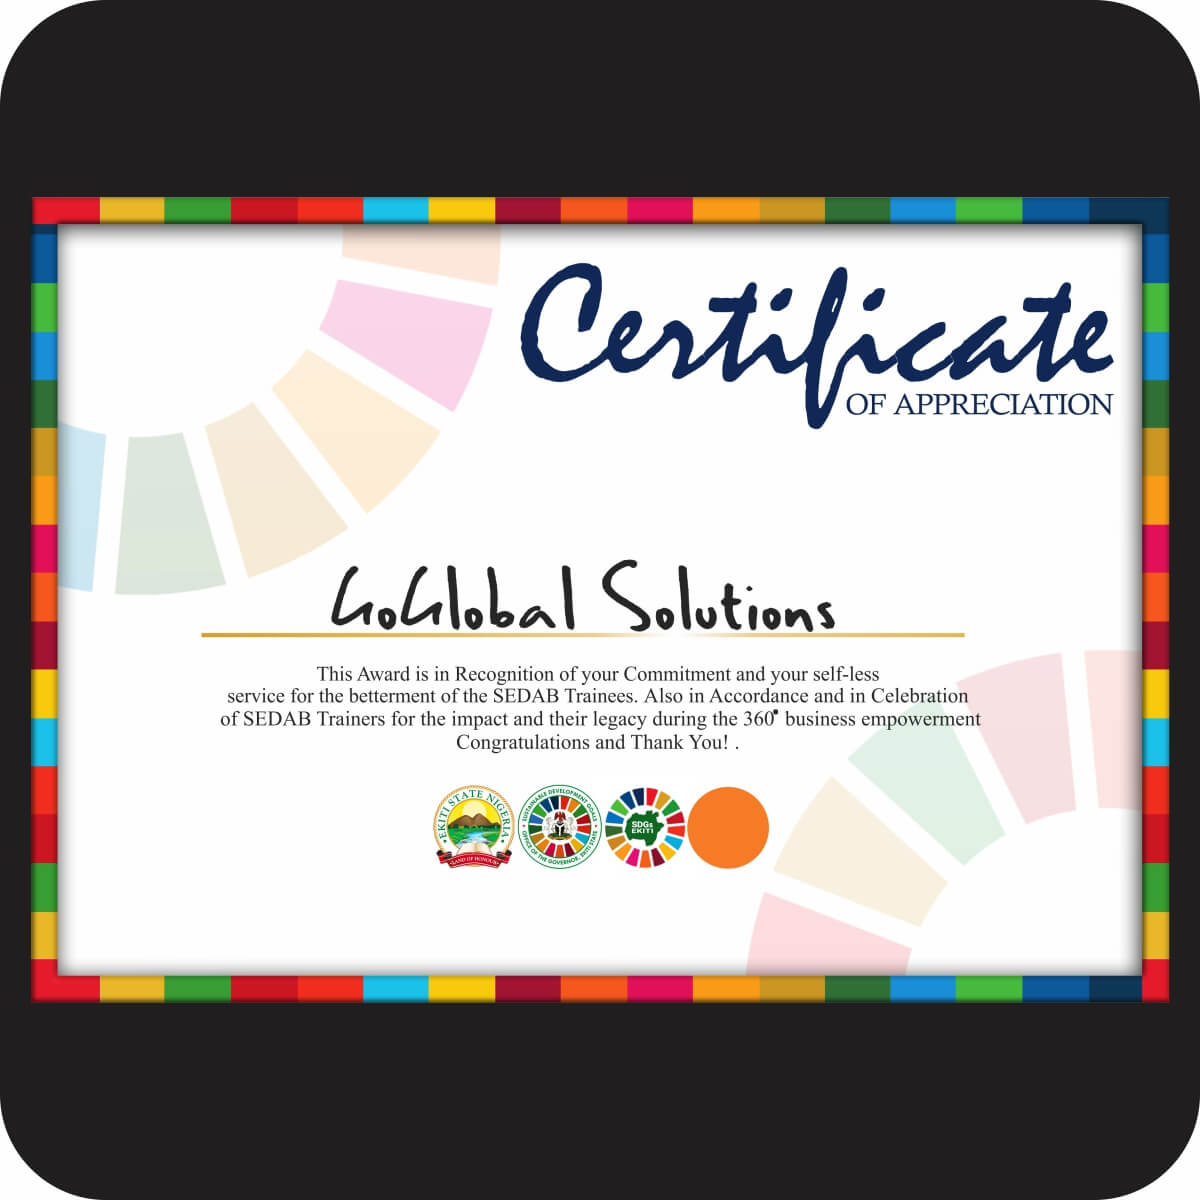 Certificate
OF APPRECIATION
GoGlobal Solutions
This Award is in Recognition of your Commitment and your self-less
service for the betterment of the SEDAB Trainees. Also in Accordance and in Celebration
of SEDAB Trainers for the impact and their legacy during the 360° business empowerment
Congratulations and Thank You! .
EKITI STATE NIGERIA
LAND OF HONOUR
SUSTAINABLE DEVELOPMENT GOALS
OFFICE OF THE GOVERNOR, EKITI STATE
SDGs
EKITI